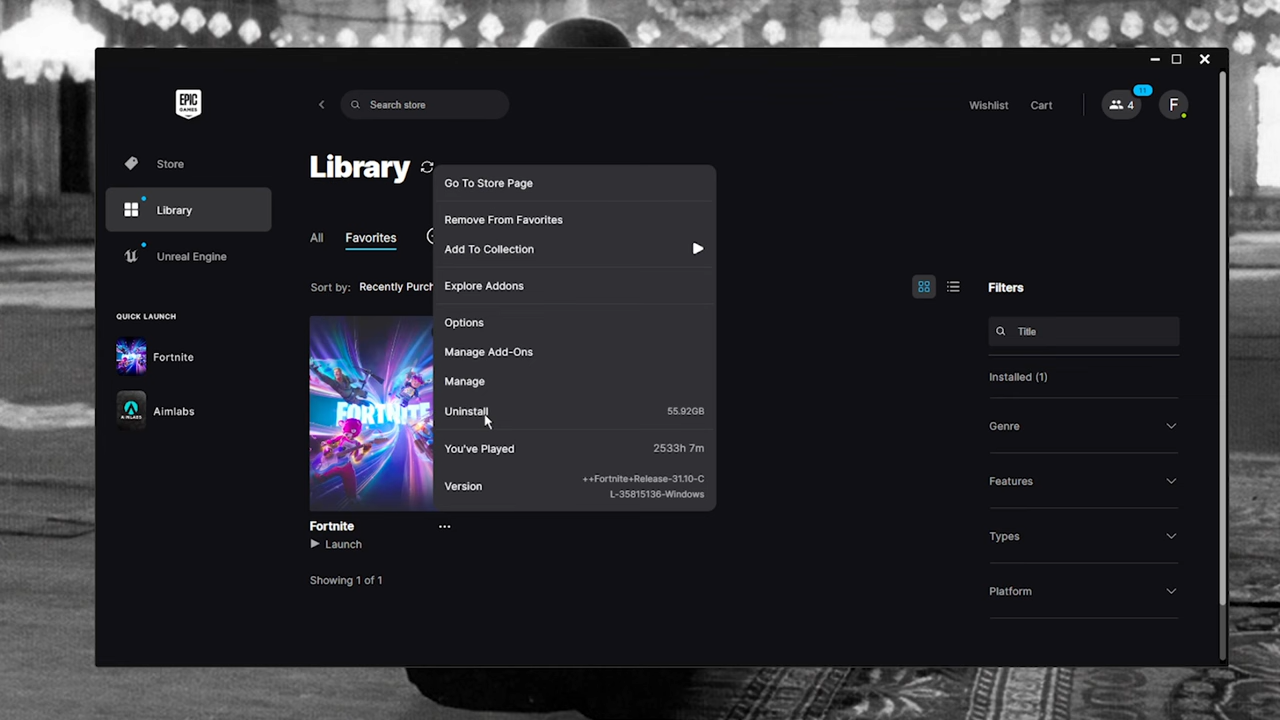 EPIC
GAMES
Search store
Wishlist
Cart
4
11
F
Store
Library
Unreal Engine
QUICK LAUNCH
Fortnite
Aimlabs
Library
All
Favorites
Sort by: Recently Purch
FORTNITE
Fortnite
Launch
Showing 1 of 1
Go To Store Page
Remove From Favorites
Add To Collection
Explore Addons
Options
Manage Add-Ons
Manage
Uninstall 55.92GB
You've Played 2533h 7m
Version ++Fortnite+Release-31.10-C
L-35815136-Windows
Filters
Title
Installed (1)
Genre
Features
Types
Platform